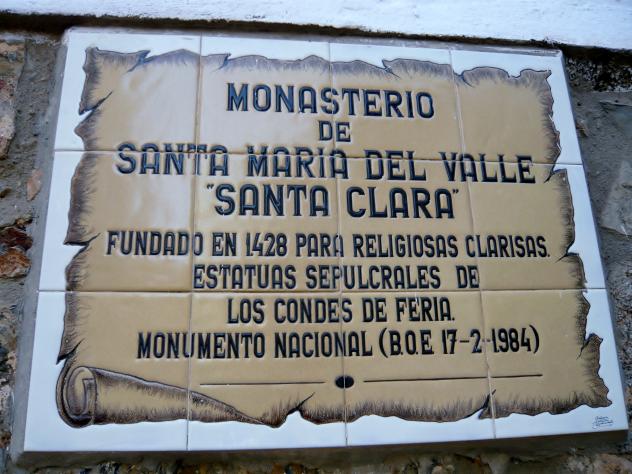 MONASTERIO
DE
SANTA MARIA DEL VALLE
"SANTA CLARA"
FUNDADO EN 1428 PARA RELIGIOSAS CLARISAS.
ESTATUAS SEPULCRALES DE
LOS CONDES DE FERIA.
MONUMENTO NACIONAL (B.O.E 17-2-1984)